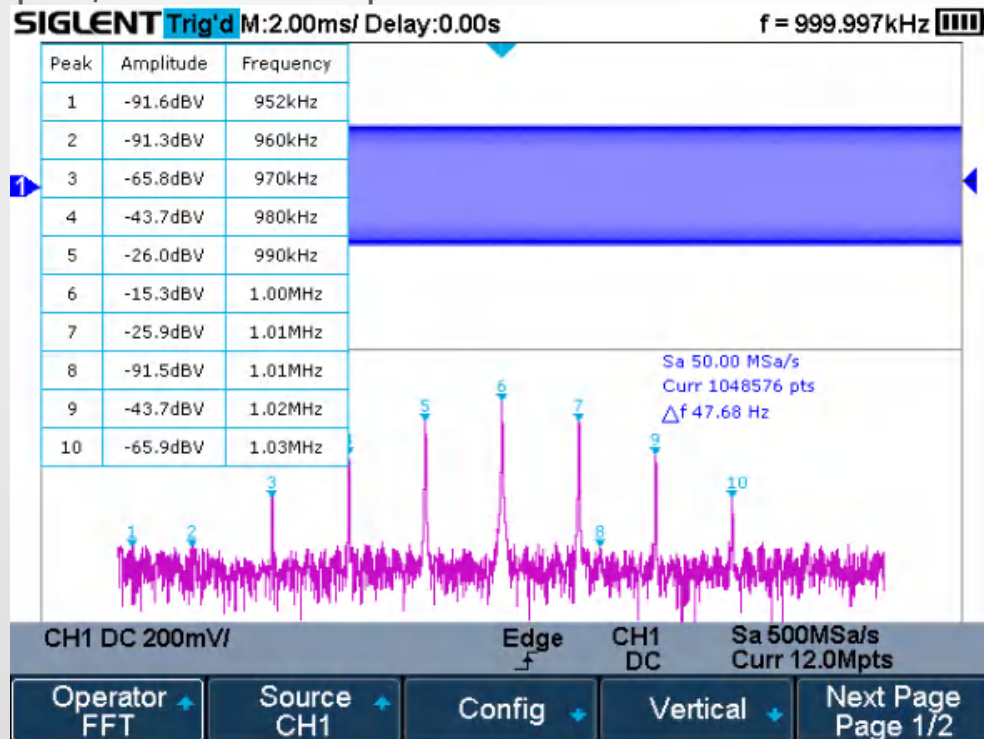 SIGLENT Trig'd M:2.00ms/ Delay:0.00s f = 999.997kHz
Peak Amplitude Frequency
1 -91.6dBV 952kHz
2 -91.3dBV 960kHz
3 -65.8dBV 970kHz
4 -43.7dBV 980kHz
5 -26.0dBV 990kHz
6 -15.3dBV 1.00MHz
7 -25.9dBV 1.01MHz
8 -91.5dBV 1.01MHz
9 -43.7dBV 1.02MHz
10 -65.9dBV 1.03MHz
1
Sa 50.00 MSa/s
Curr 1048576 pts
△f 47.68 Hz
6
5 7
9
3 10
1 2 8
CH1 DC 200mV/ Edge CH1 Sa 500MSa/s
DC Curr 12.0Mpts
Operator Source Config Vertical Next Page
FFT CH1 Page 1/2